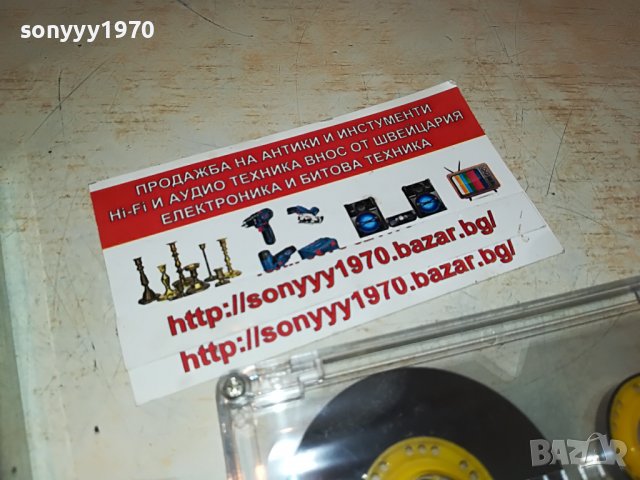 sonyyy1970
ПРОДАЖБА НА АНТИКИ И ИНСТУМЕНТИ
Hi-Fi И АУДИО ТЕХНИКА ВНОС ОТ ШВЕЙЦАРИЯ
ЕЛЕКТРОНИКА И БИТОВА ТЕХНИКА
http://sonyyy1970.bazar.bg/
http://sonyyy1970.bazar.bg/
BAZAR